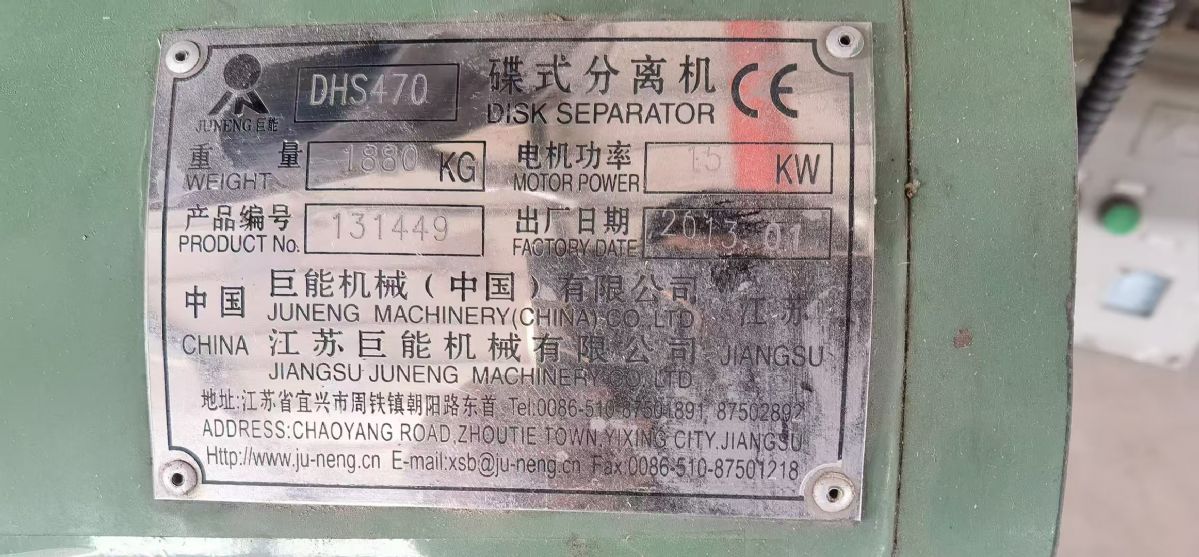 JUNENG 巨能
DHS470
碟式分离机
DISK SEPARATOR
CE
重量 1880 KG
WEIGHT
电机功率 15 KW
MOTOR POWER
产品编号 131449
PRODUCT No.
出厂日期 2013.01
FACTORY DATE
中国 巨能机械(中国)有限公司 江苏
JUNENG MACHINERY(CHINA) CO.,LTD
CHINA 江苏巨能机械有限公司 JIANGSU
JIANGSU JUNENG MACHINERY CO.,LTD
地址:江苏省宜兴市周铁镇朝阳路东首 Tel:0086-510-87501891, 87502892
ADDRESS:CHAOYANG ROAD,ZHOUTIE TOWN,YIXING CITY,JIANGSU
Http://www.ju-neng.cn E-mail:xsb@ju-neng.cn Fax:0086-510-87501218